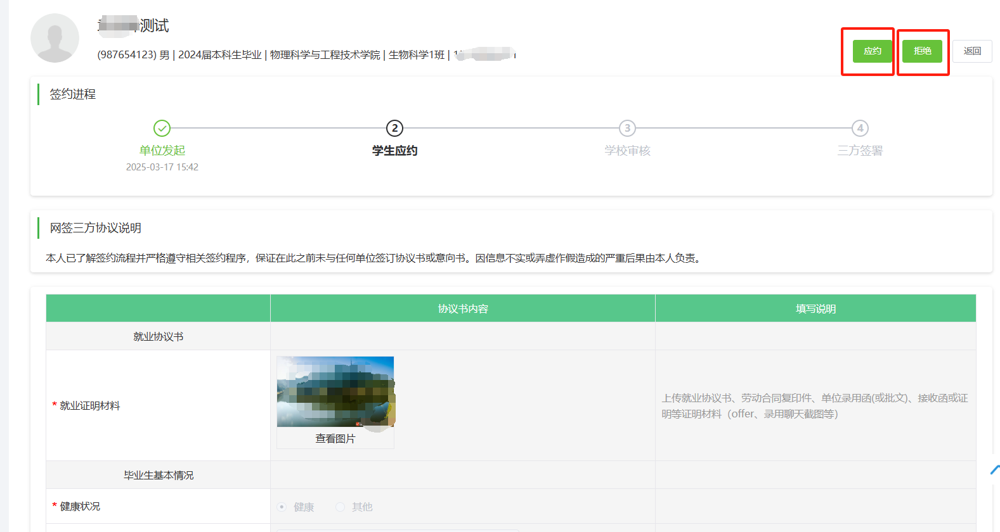 测试
(987654123) 男 | 2024届本科生毕业 | 物理科学与工程技术学院 | 生物科学1班 |
应约
拒绝
返回
签约进程
2
3
4
单位发起
学生应约
学校审核
三方签署
2025-03-17 15:42
网签三方协议说明
本人已了解签约流程并严格遵守相关签约程序，保证在此之前未与任何单位签订协议书或意向书。因信息不实或弄虚作假造成的严重后果由本人负责。
协议书内容
填写说明
就业协议书
* 就业证明材料
查看图片
上传就业协议书、劳动合同复印件、单位录用函(或批文)、接收函或证
明等证明材料（offer、录用聊天截图等）
毕业生基本情况
* 健康状况
健康
其他